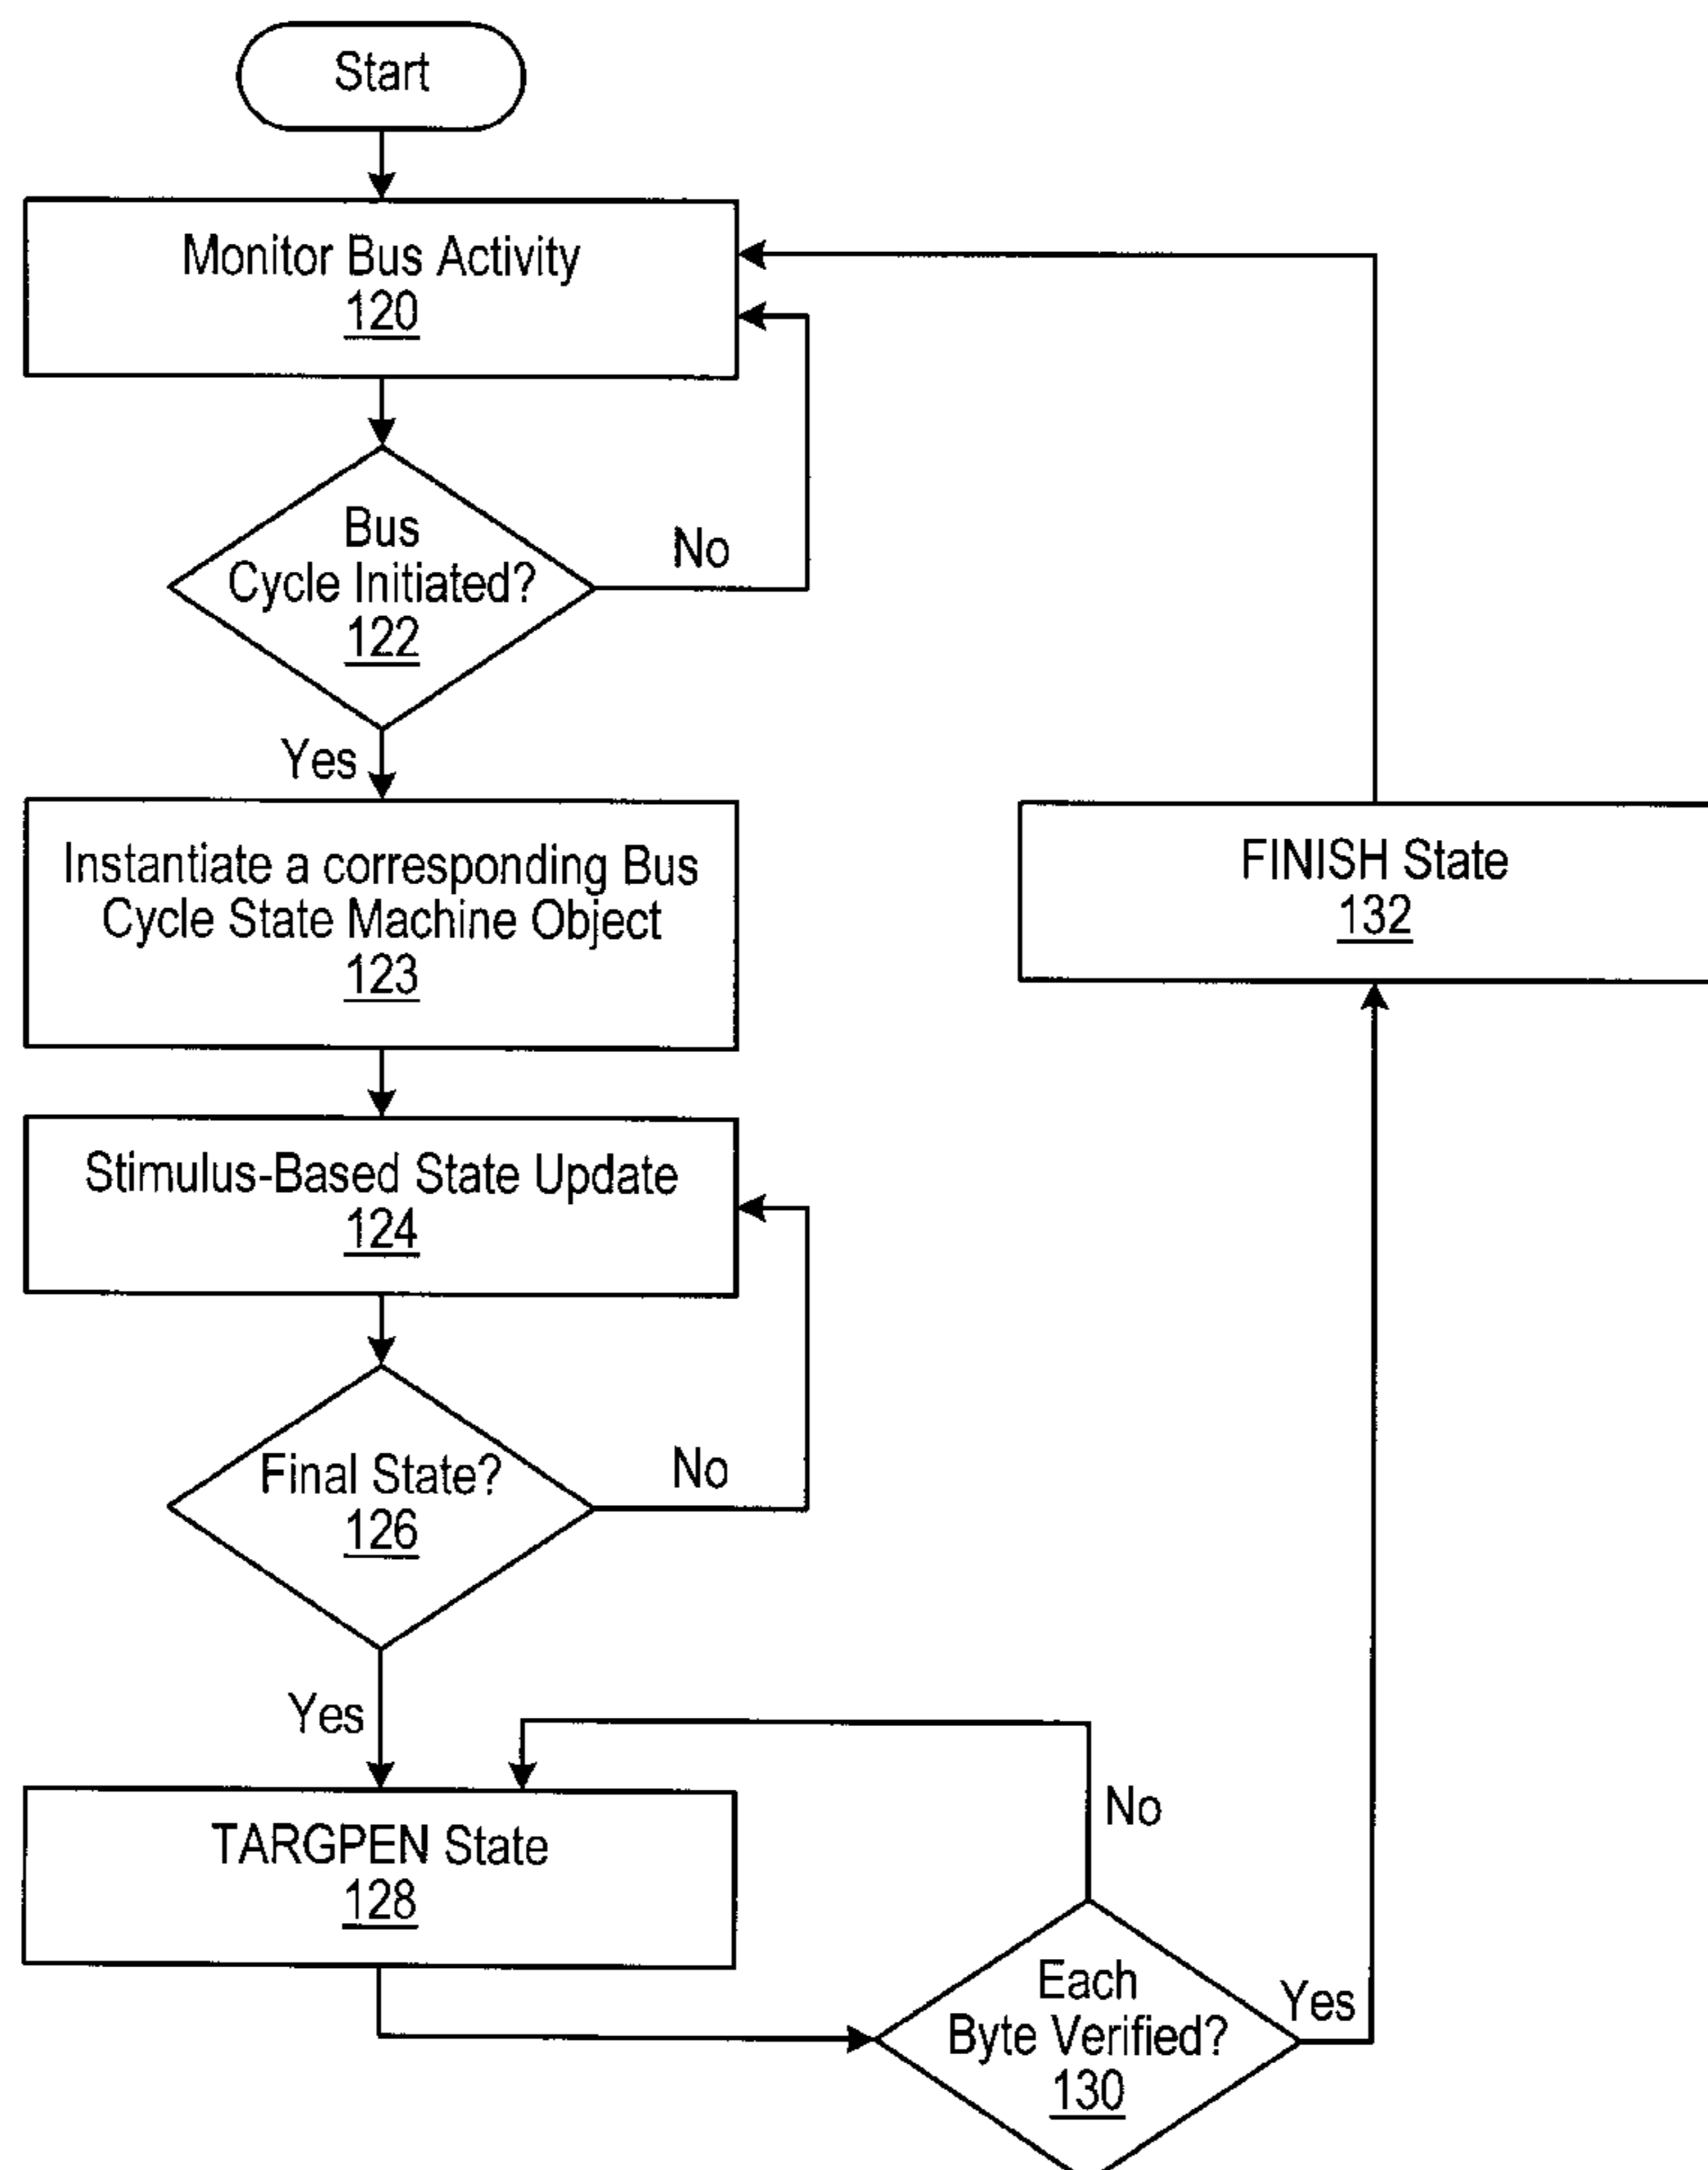 Start
Monitor Bus Activity
120
Bus
Cycle Initiated?
122
No
Yes
Instantiate a corresponding Bus
Cycle State Machine Object
123
FINISH State
132
Stimulus-Based State Update
124
Final State?
126
No
Yes
TARGPEN State
128
No
Each
Byte Verified?
130
Yes